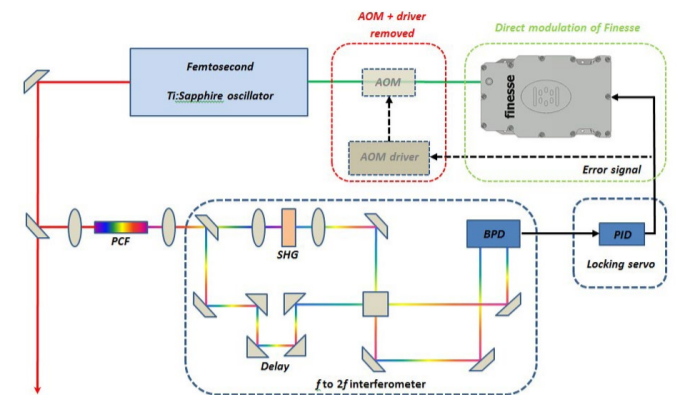 AOM + driver
removed
Direct modulation of Finesse
Femtosecond
Ti:Sapphire oscillator
AOM
finesse
AOM driver
Error signal
PCF
SHG
BPD
PID
Locking servo
Delay
f to 2f interferometer